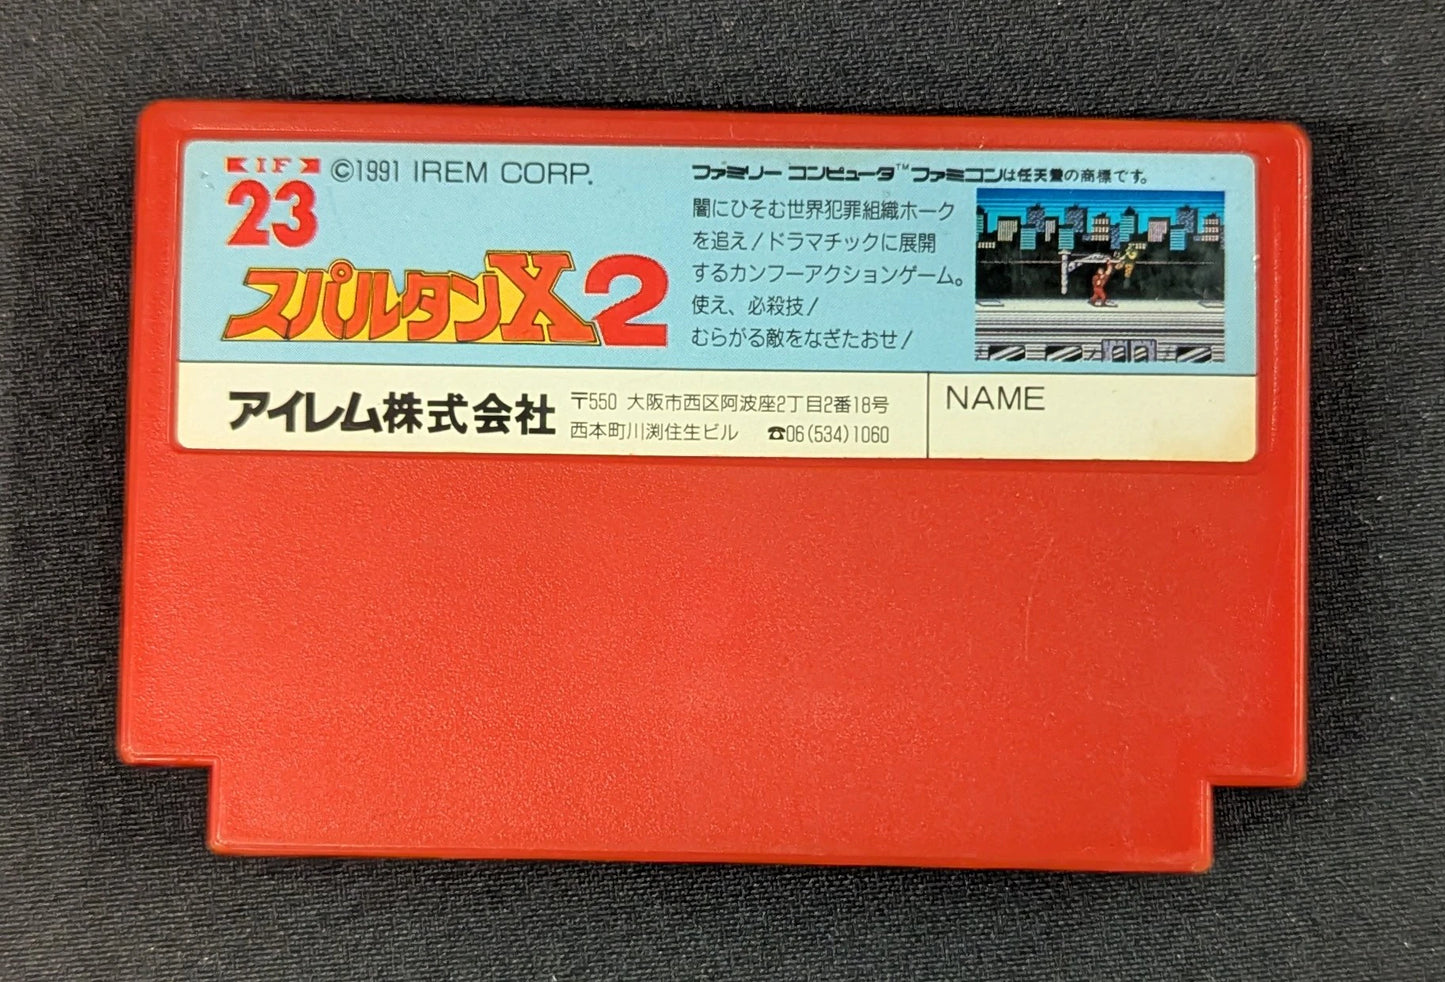 IF
23
©1991 IREM CORP.
スパルタンX2
ファミリーコンピュータ™ファミコンは任天堂の商標です。
闇にひそむ世界犯罪組織ホーク
を追え!ドラマチックに展開
するカンフーアクションゲーム。
使え、必殺技!
むらがる敵をなぎたおせ!
アイレム株式会社
〒550 大阪市西区阿波座2丁目2番18号
西本町川渕住生ビル ☎06(534)1060
NAME